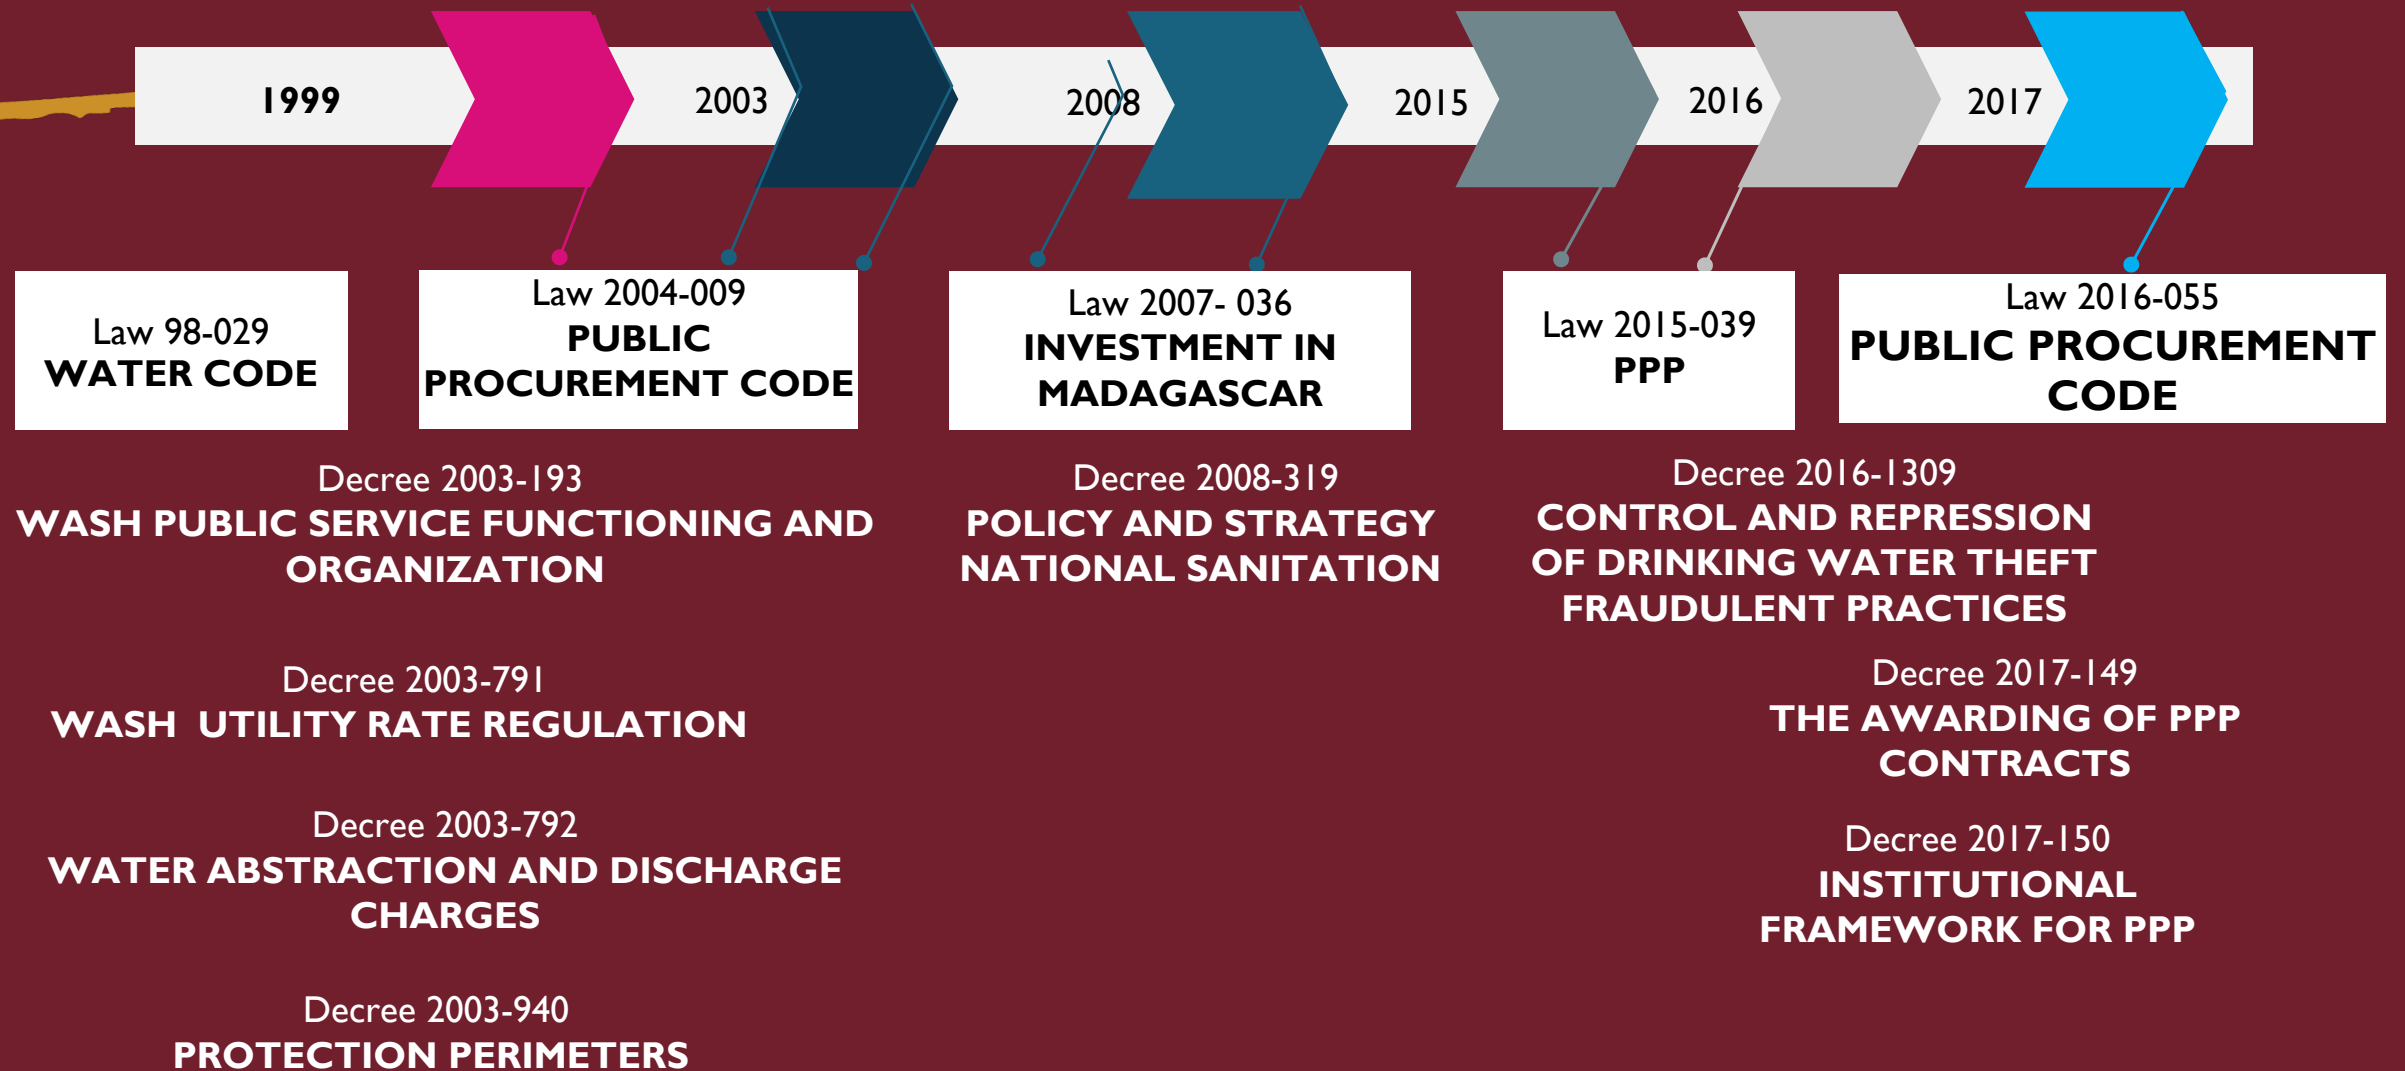 1999
2003
2008
2015
2016
2017
Law 98-029
WATER CODE
Law 2004-009
PUBLIC
PROCUREMENT CODE
Law 2007- 036
INVESTMENT IN
MADAGASCAR
Law 2015-039
PPP
Law 2016-055
PUBLIC PROCUREMENT
CODE
Decree 2003-193
WASH PUBLIC SERVICE FUNCTIONING AND
ORGANIZATION
Decree 2003-791
WASH  UTILITY RATE REGULATION
Decree 2003-792
WATER ABSTRACTION AND DISCHARGE
CHARGES
Decree 2003-940
PROTECTION PERIMETERS
Decree 2008-319
POLICY AND STRATEGY
NATIONAL SANITATION
Decree 2016-1309
CONTROL AND REPRESSION
OF DRINKING WATER THEFT
FRAUDULENT PRACTICES
Decree 2017-149
THE AWARDING OF PPP
CONTRACTS
Decree 2017-150
INSTITUTIONAL
FRAMEWORK FOR PPP